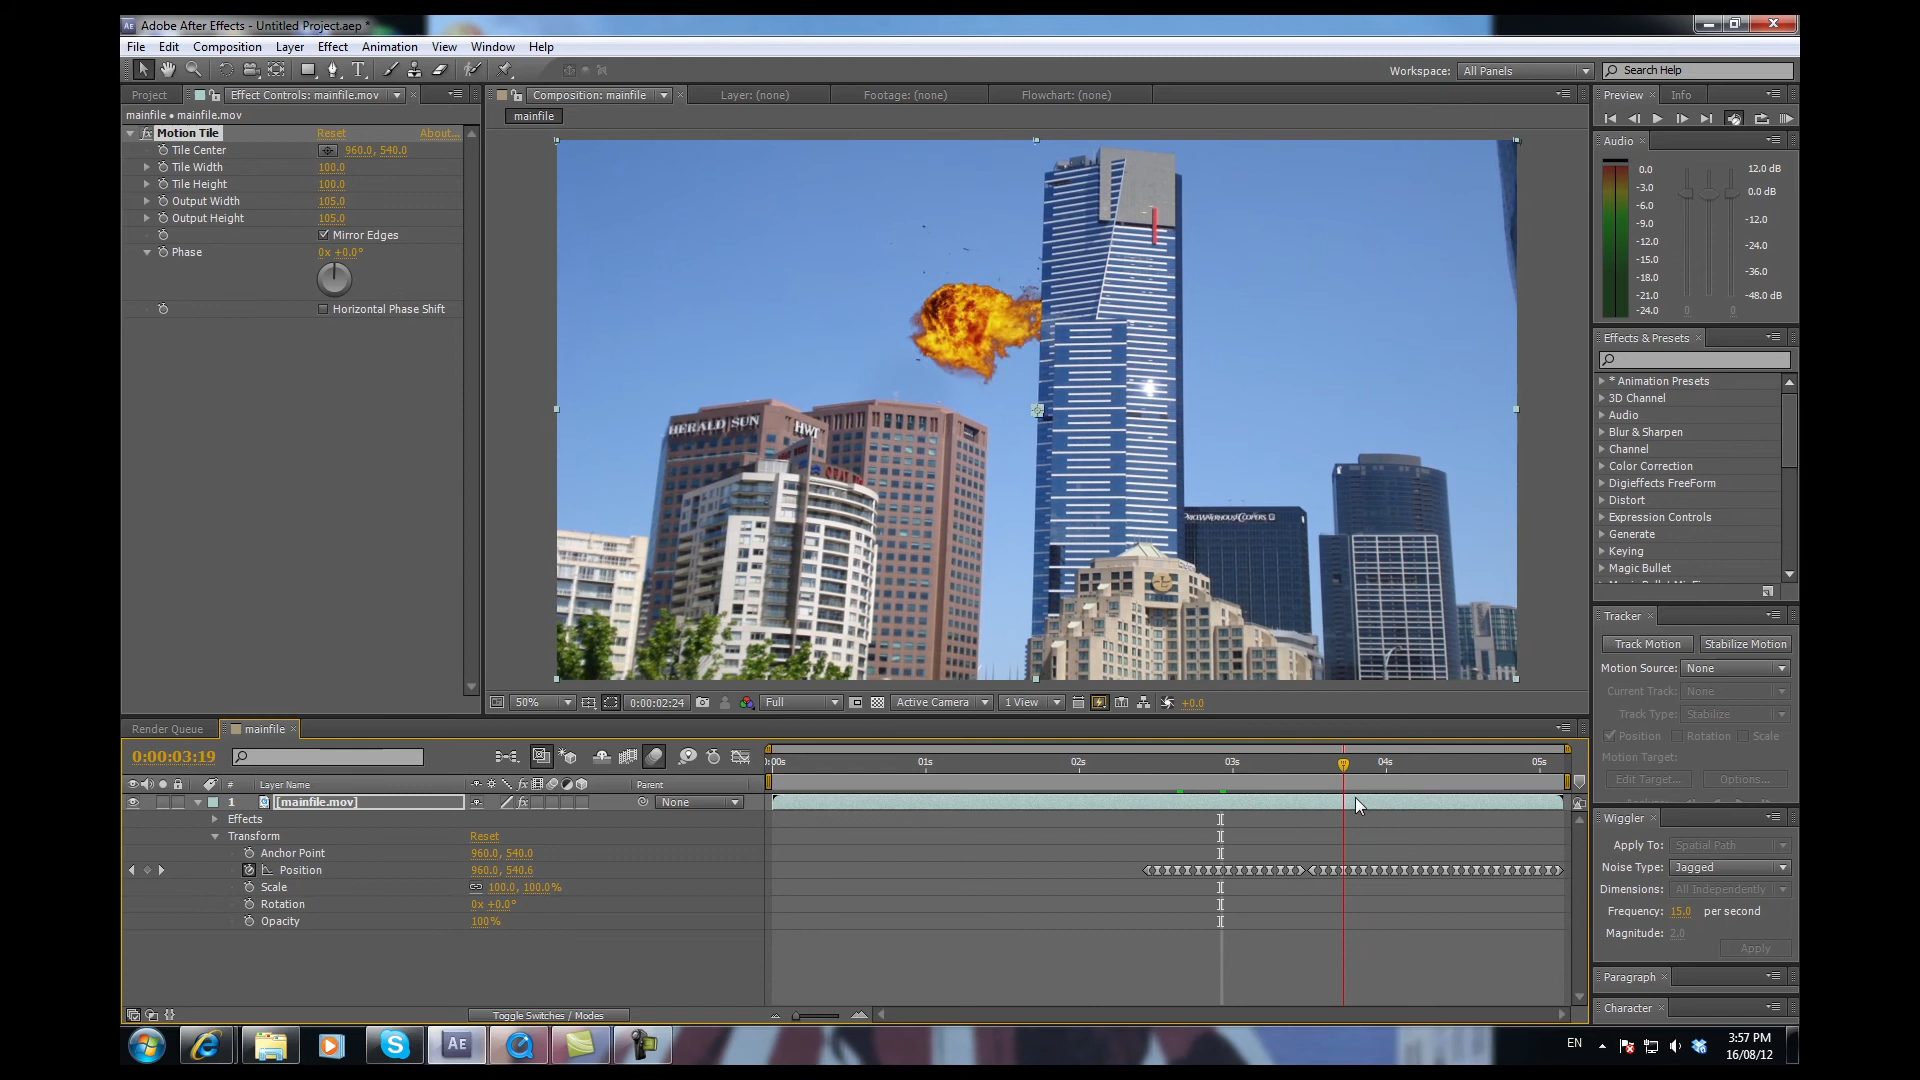 Adobe After Effects - Untitled Project.aep *
File Edit Composition Layer Effect Animation View Window Help
Workspace: All Panels Search Help
Project Effect Controls: mainfile.mov
Composition: mainfile Layer: (none) Footage: (none) Flowchart: (none)
Preview Info
mainfile • mainfile.mov
mainfile
Motion Tile Reset About...
Tile Center 960.0, 540.0
Tile Width 100.0
Tile Height 100.0
Output Width 105.0
Output Height 105.0
Mirror Edges
Phase 0x +0.0°
Horizontal Phase Shift
HERALD SUN
HWT
PRICEWATERHOUSECOOPERS
50% 0:00:02:24 Full Active Camera 1 View +0.0
Audio
0.0 12.0 dB
-3.0
-6.0 0.0 dB
-9.0
-12.0 -12.0
-15.0 -24.0
-18.0 -36.0
-21.0 -48.0 dB
-24.0
0 0
Effects & Presets
* Animation Presets
3D Channel
Audio
Blur & Sharpen
Channel
Color Correction
Digieffects FreeForm
Distort
Expression Controls
Generate
Keying
Magic Bullet
Tracker
Track Motion Stabilize Motion
Motion Source: None
Current Track: None
Track Type: Stabilize
Position Rotation Scale
Motion Target:
Edit Target... Options...
Wiggler
Apply To: Spatial Path
Noise Type: Jagged
Dimensions: All Independently
Frequency: 15.0 per second
Magnitude: 2.0
Apply
Paragraph
Character
Render Queue mainfile
0:00:03:19
:00s 01s 02s 03s 04s 05s
# Layer Name Parent
1 [mainfile.mov] None
Effects
Transform Reset
Anchor Point 960.0, 540.0
Position 960.0, 540.6
Scale 100.0, 100.0%
Rotation 0x +0.0°
Opacity 100%
Toggle Switches / Modes
EN
3:57 PM
16/08/12